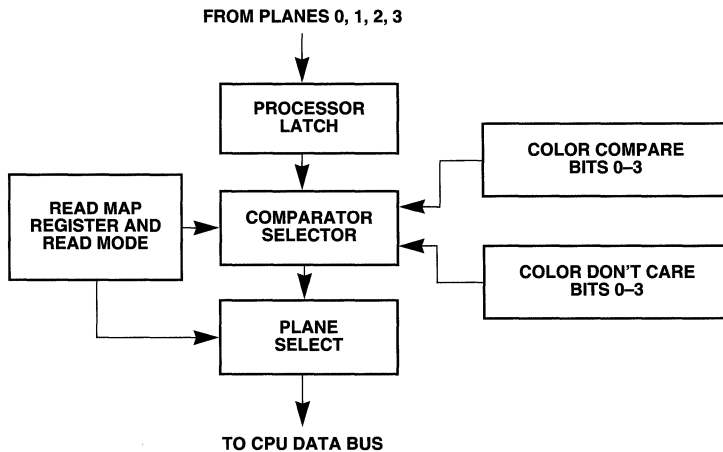 FROM PLANES 0, 1, 2, 3
PROCESSOR
LATCH
COLOR COMPARE
BITS 0–3
READ MAP
REGISTER AND
READ MODE
COMPARATOR
SELECTOR
COLOR DON'T CARE
BITS 0–3
PLANE
SELECT
TO CPU DATA BUS